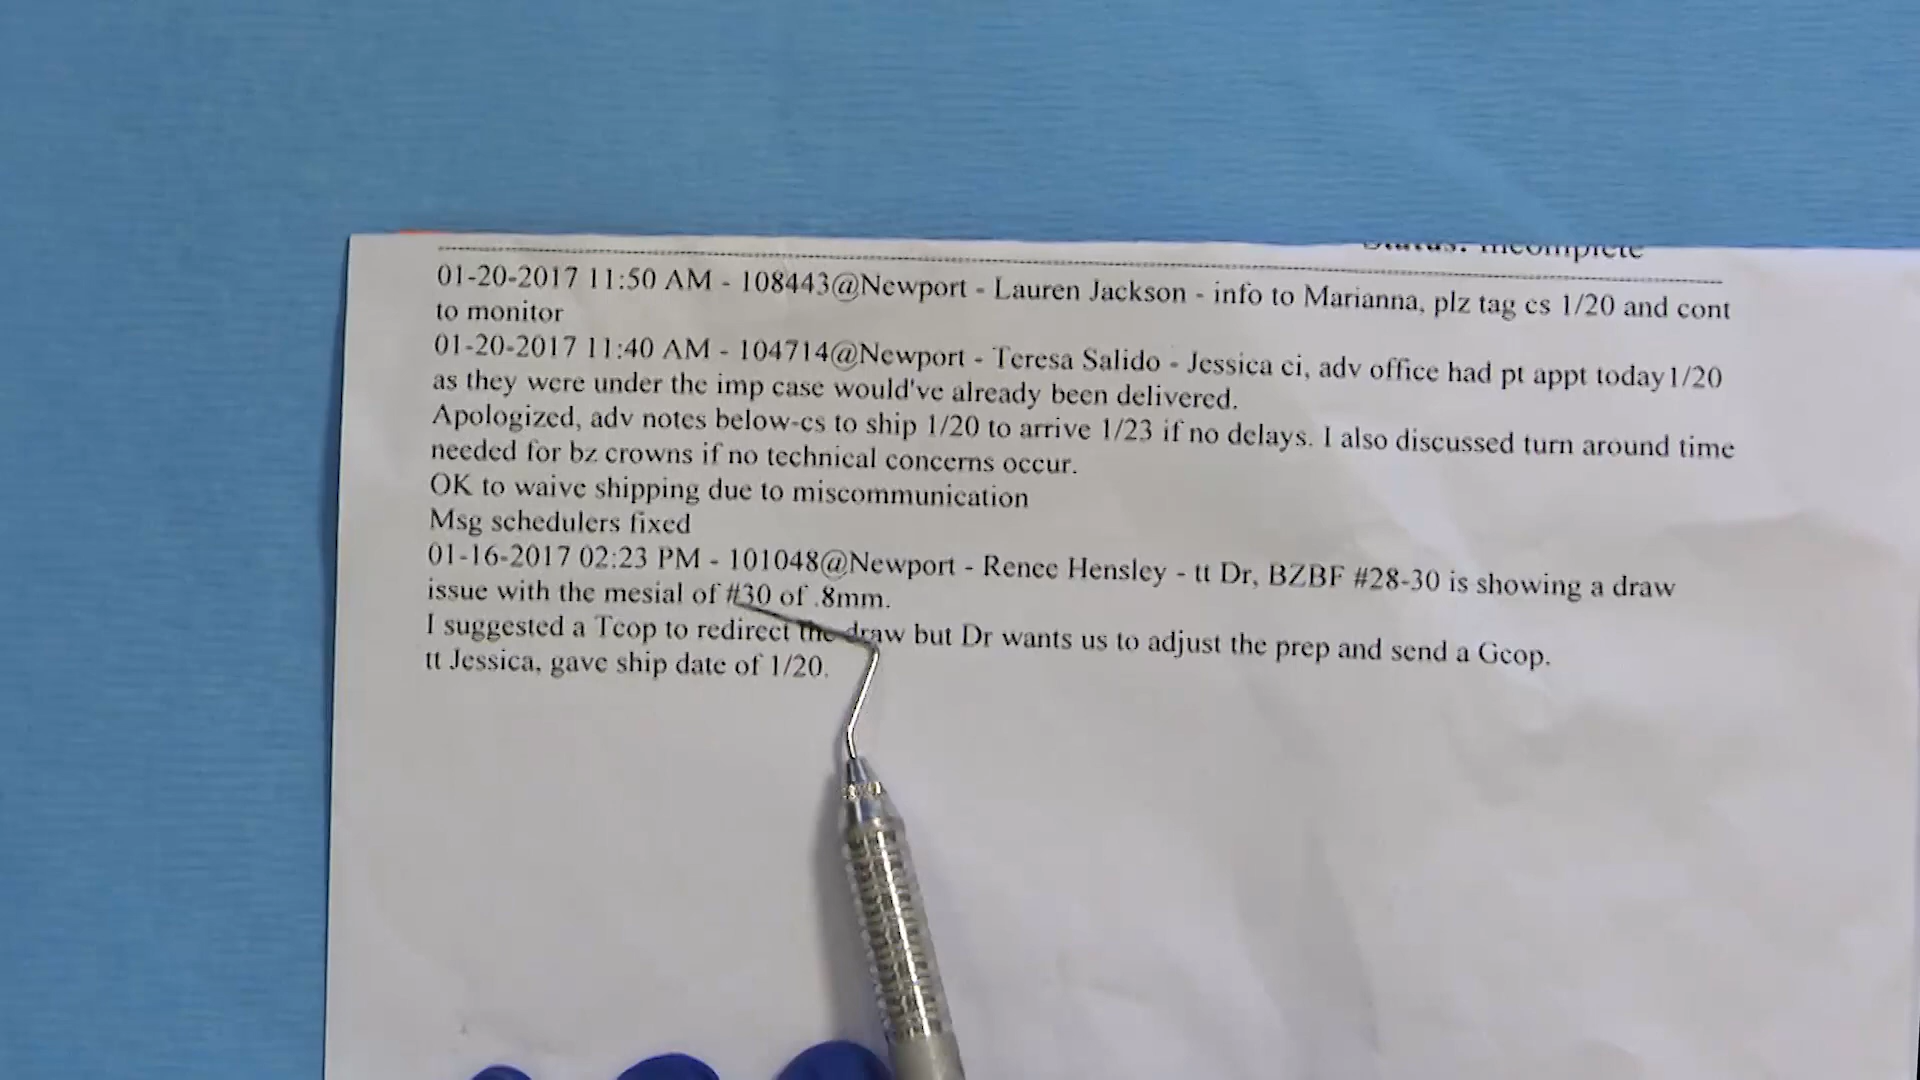 Status: Incomplete
01-20-2017 11:50 AM - 108443@Newport - Lauren Jackson - info to Marianna, plz tag cs 1/20 and cont
to monitor
01-20-2017 11:40 AM - 104714@Newport - Teresa Salido - Jessica ci, adv office had pt appt today1/20
as they were under the imp case would've already been delivered.
Apologized, adv notes below-cs to ship 1/20 to arrive 1/23 if no delays. I also discussed turn around time
needed for bz crowns if no technical concerns occur.
OK to waive shipping due to miscommunication
Msg schedulers fixed
01-16-2017 02:23 PM - 101048@Newport - Renee Hensley - tt Dr, BZBF #28-30 is showing a draw
issue with the mesial of #30 of .8mm.
I suggested a Tcop to redirect the draw but Dr wants us to adjust the prep and send a Gcop.
tt Jessica, gave ship date of 1/20.